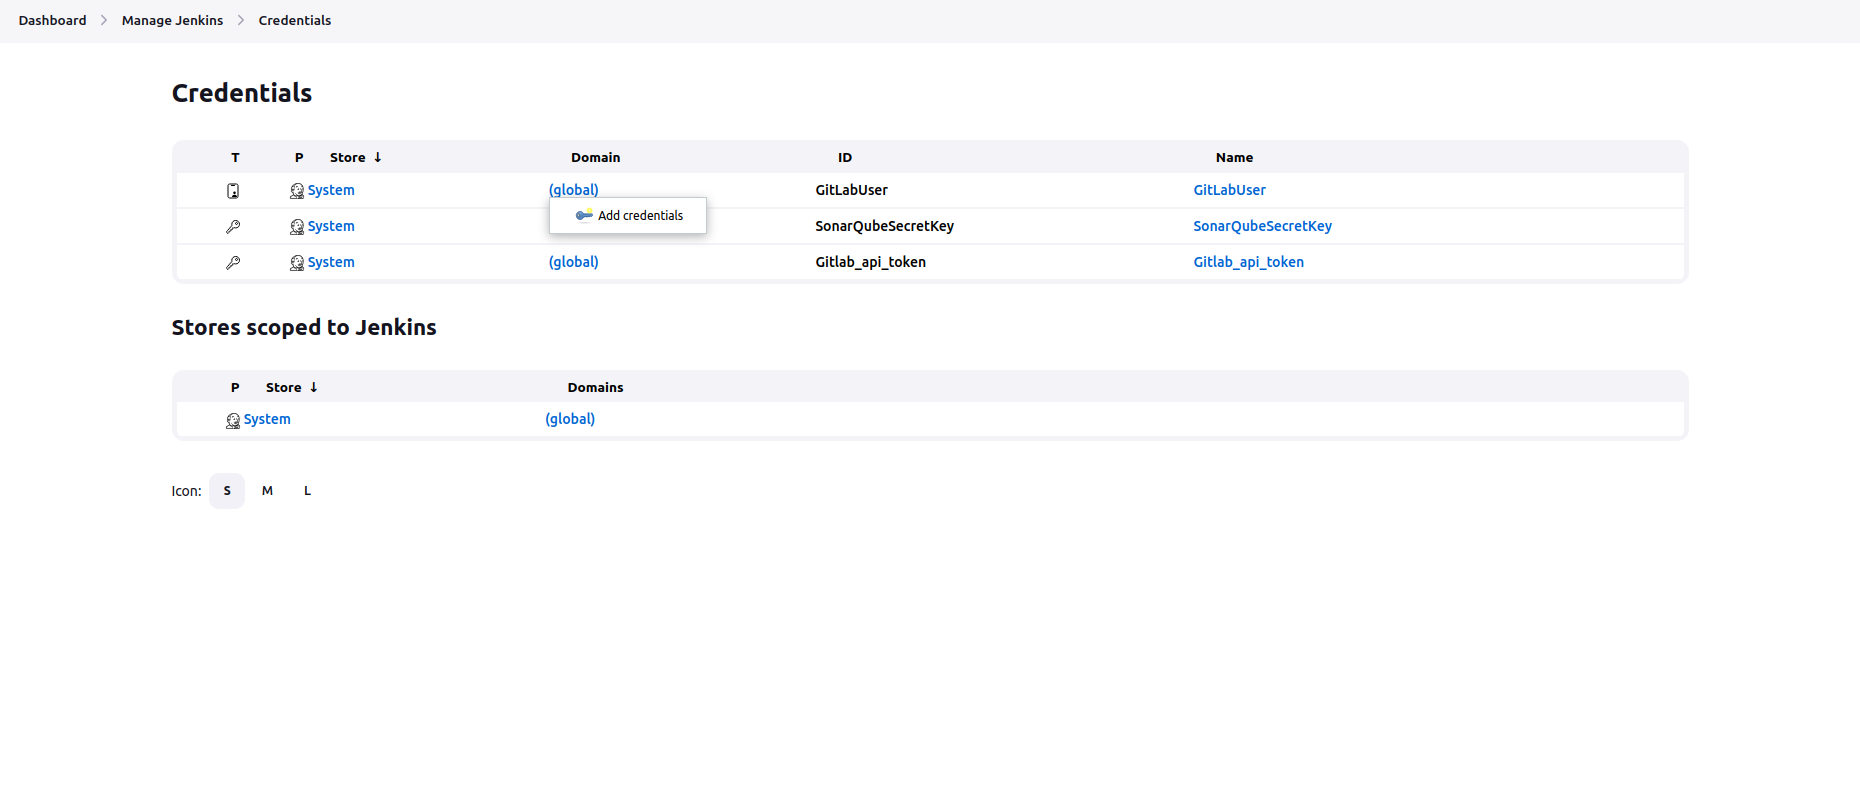 Dashboard Manage Jenkins Credentials
Credentials
T P Store ↓ Domain ID Name
System (global) GitLabUser GitLabUser
Add credentials
System SonarQubeSecretKey SonarQubeSecretKey
System (global) Gitlab_api_token Gitlab_api_token
Stores scoped to Jenkins
P Store ↓ Domains
System (global)
Icon: S M L